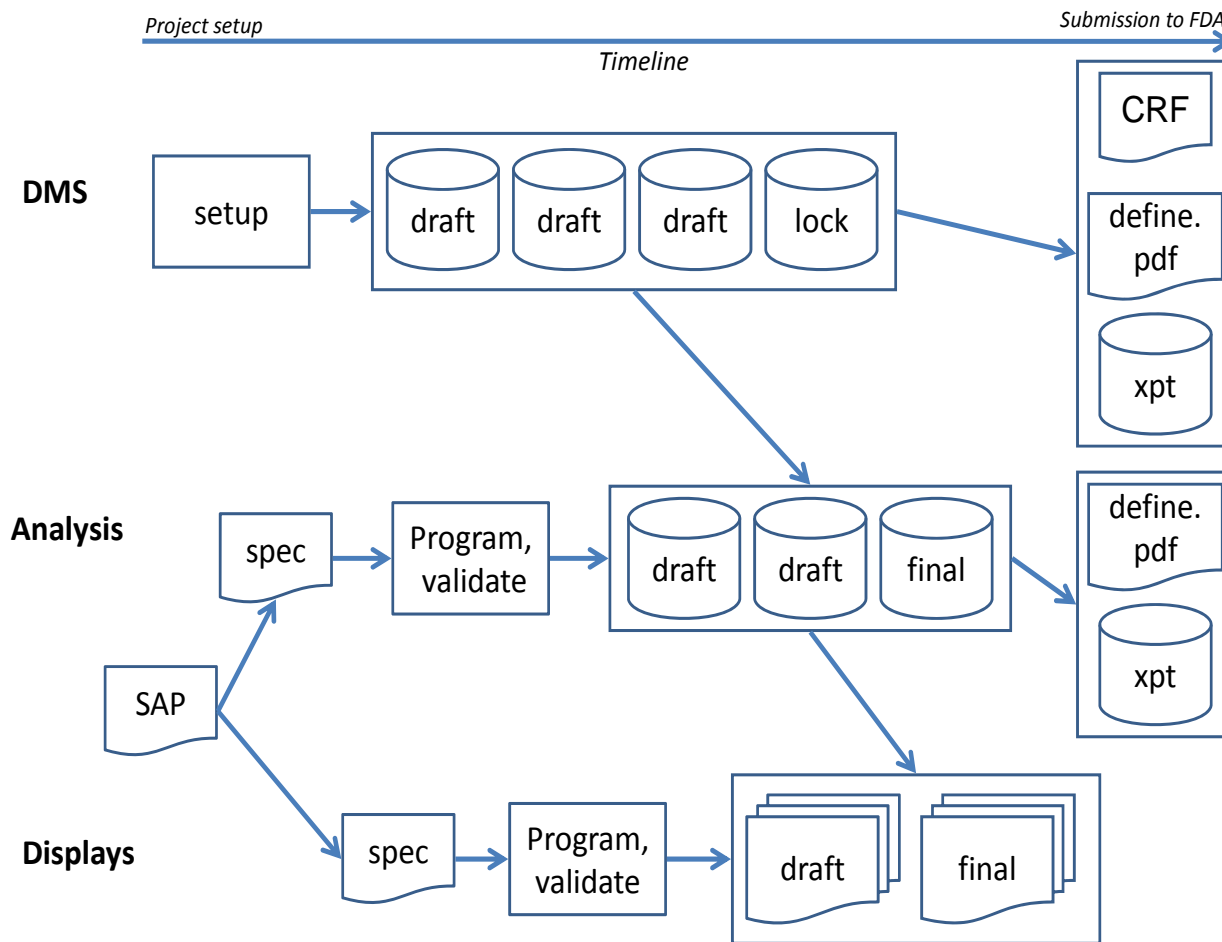 Project setup
Submission to FDA
Timeline
CRF
DMS
setup
draft
draft
draft
lock
define.
pdf
xpt
Analysis
spec
Program,
validate
draft
draft
final
define.
pdf
xpt
SAP
Displays
spec
Program,
validate
draft
final